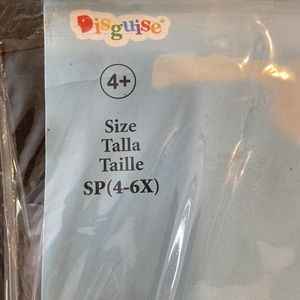 Disguise
4+
Size
Talla
Taille
SP(4-6X)